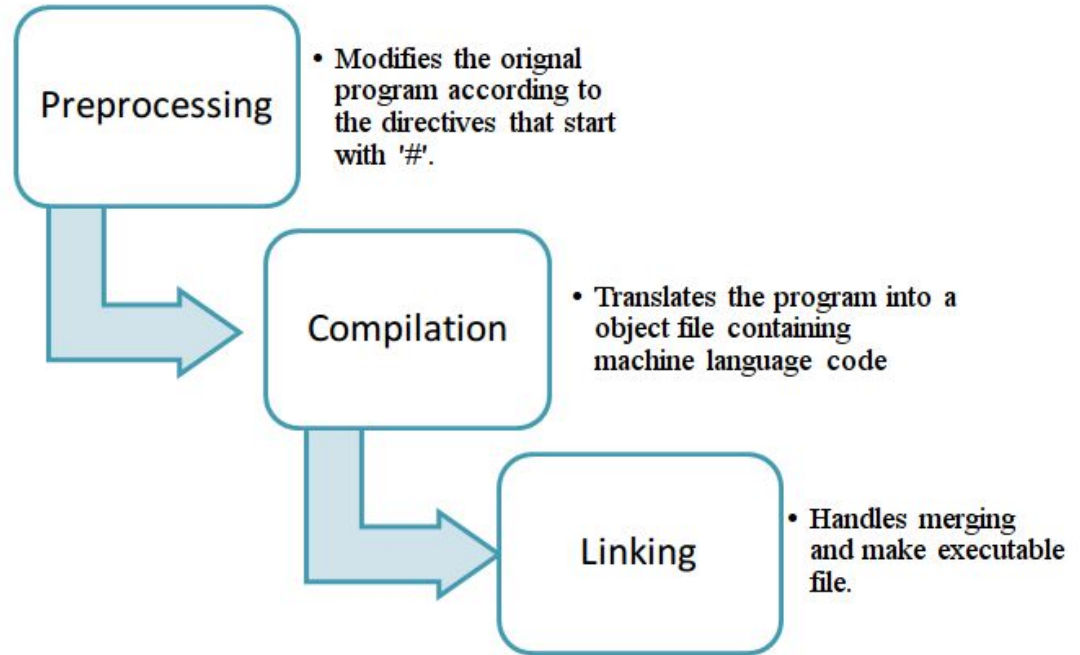 Preprocessing
• Modifies the orignal
program according to
the directives that start
with '#'.
Compilation
• Translates the program into a
object file containing
machine language code
Linking
• Handles merging
and make executable
file.